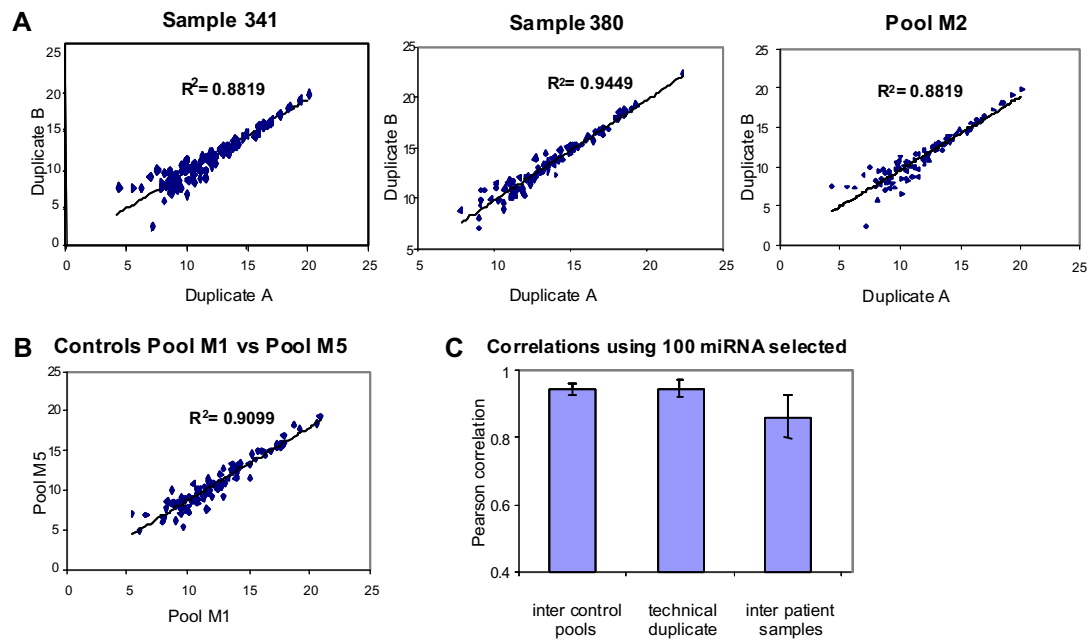 A
Sample 341
Sample 380
Pool M2
25
20
15
10
5
0
Duplicate B
R2= 0.8819
0 5 10 15 20 25
Duplicate A
25
20
15
10
5
Duplicate B
R2= 0.9449
5 10 15 20 25
Duplicate A
25
20
15
10
5
0
Duplicate B
R2= 0.8819
0 5 10 15 20 25
Duplicate A
B Controls Pool M1 vs Pool M5
25
20
15
10
5
0
Pool M5
R2= 0.9099
0 5 10 15 20 25
Pool M1
C Correlations using 100 miRNA selected
1
0.8
0.6
0.4
Pearson correlation
inter control
pools
technical
duplicate
inter patient
samples